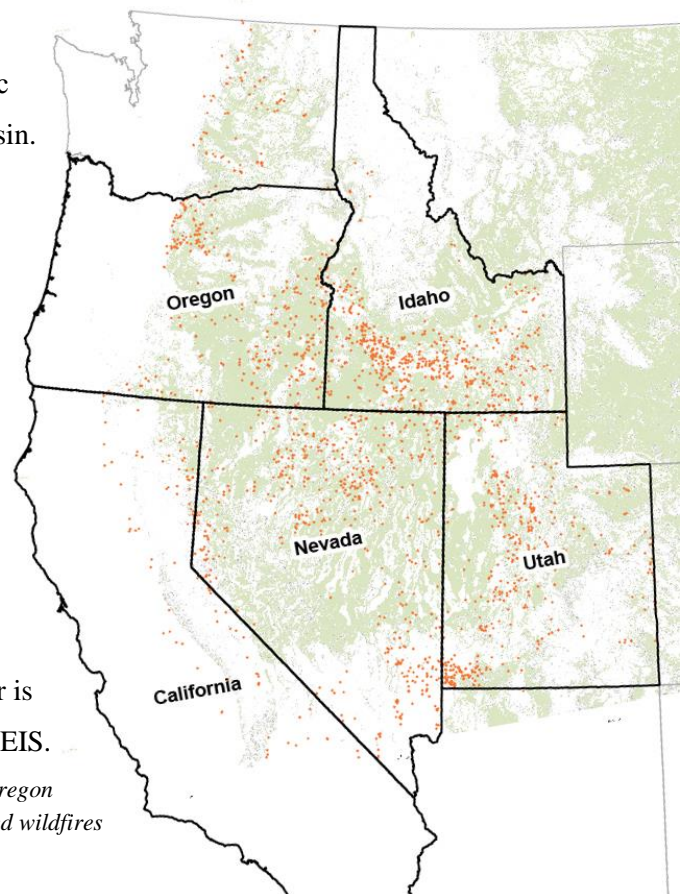 c
sin.
Oregon
Idaho
Nevada
Utah
California
r is
EIS.
regon
d wildfires